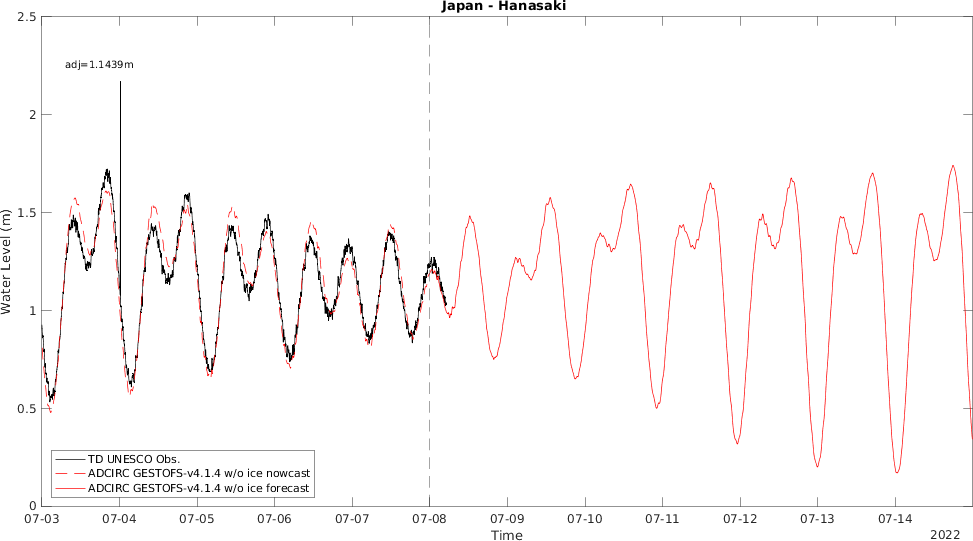 Japan - Hanasaki
adj=1.1439m
Water Level (m)
2.5
2
1.5
1
0.5
0
TD UNESCO Obs.
ADCIRC GESTOFS-v4.1.4 w/o ice nowcast
ADCIRC GESTOFS-v4.1.4 w/o ice forecast
07-03 07-04 07-05 07-06 07-07 07-08 07-09 07-10 07-11 07-12 07-13 07-14
Time
2022